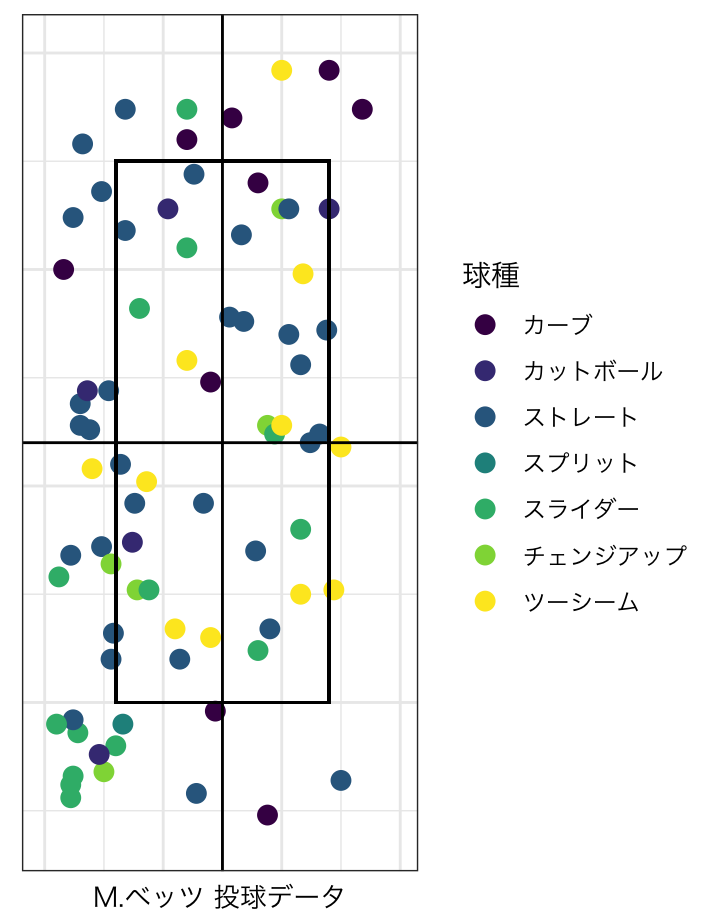 球種
カーブ
カットボール
ストレート
スプリット
スライダー
チェンジアップ
ツーシーム
M.ベッツ 投球データ